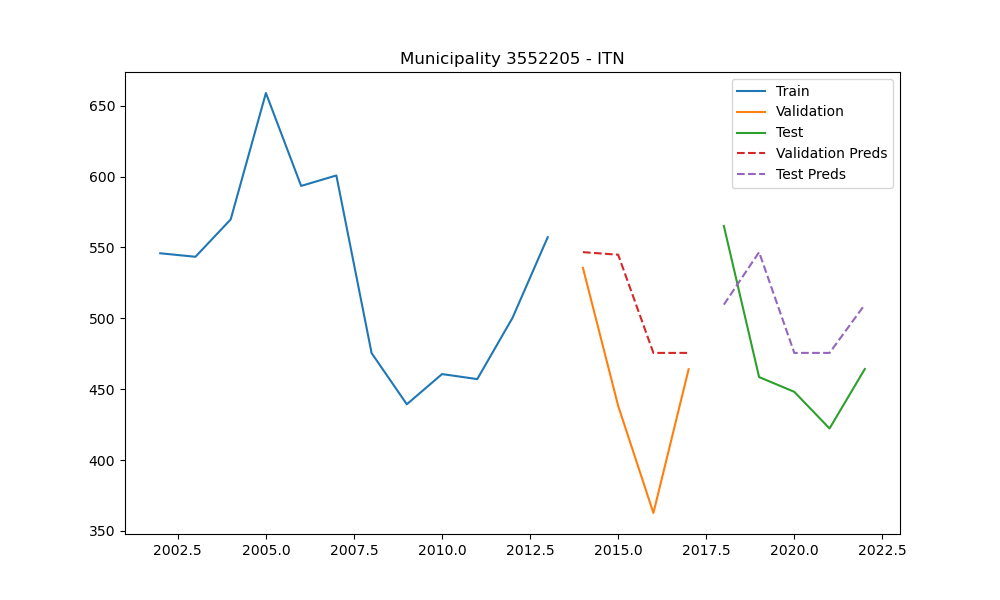 Municipality 3552205 - ITN
Train
Validation
Test
Validation Preds
Test Preds
650
600
550
500
450
400
350
2002.5 2005.0 2007.5 2010.0 2012.5 2015.0 2017.5 2020.0 2022.5